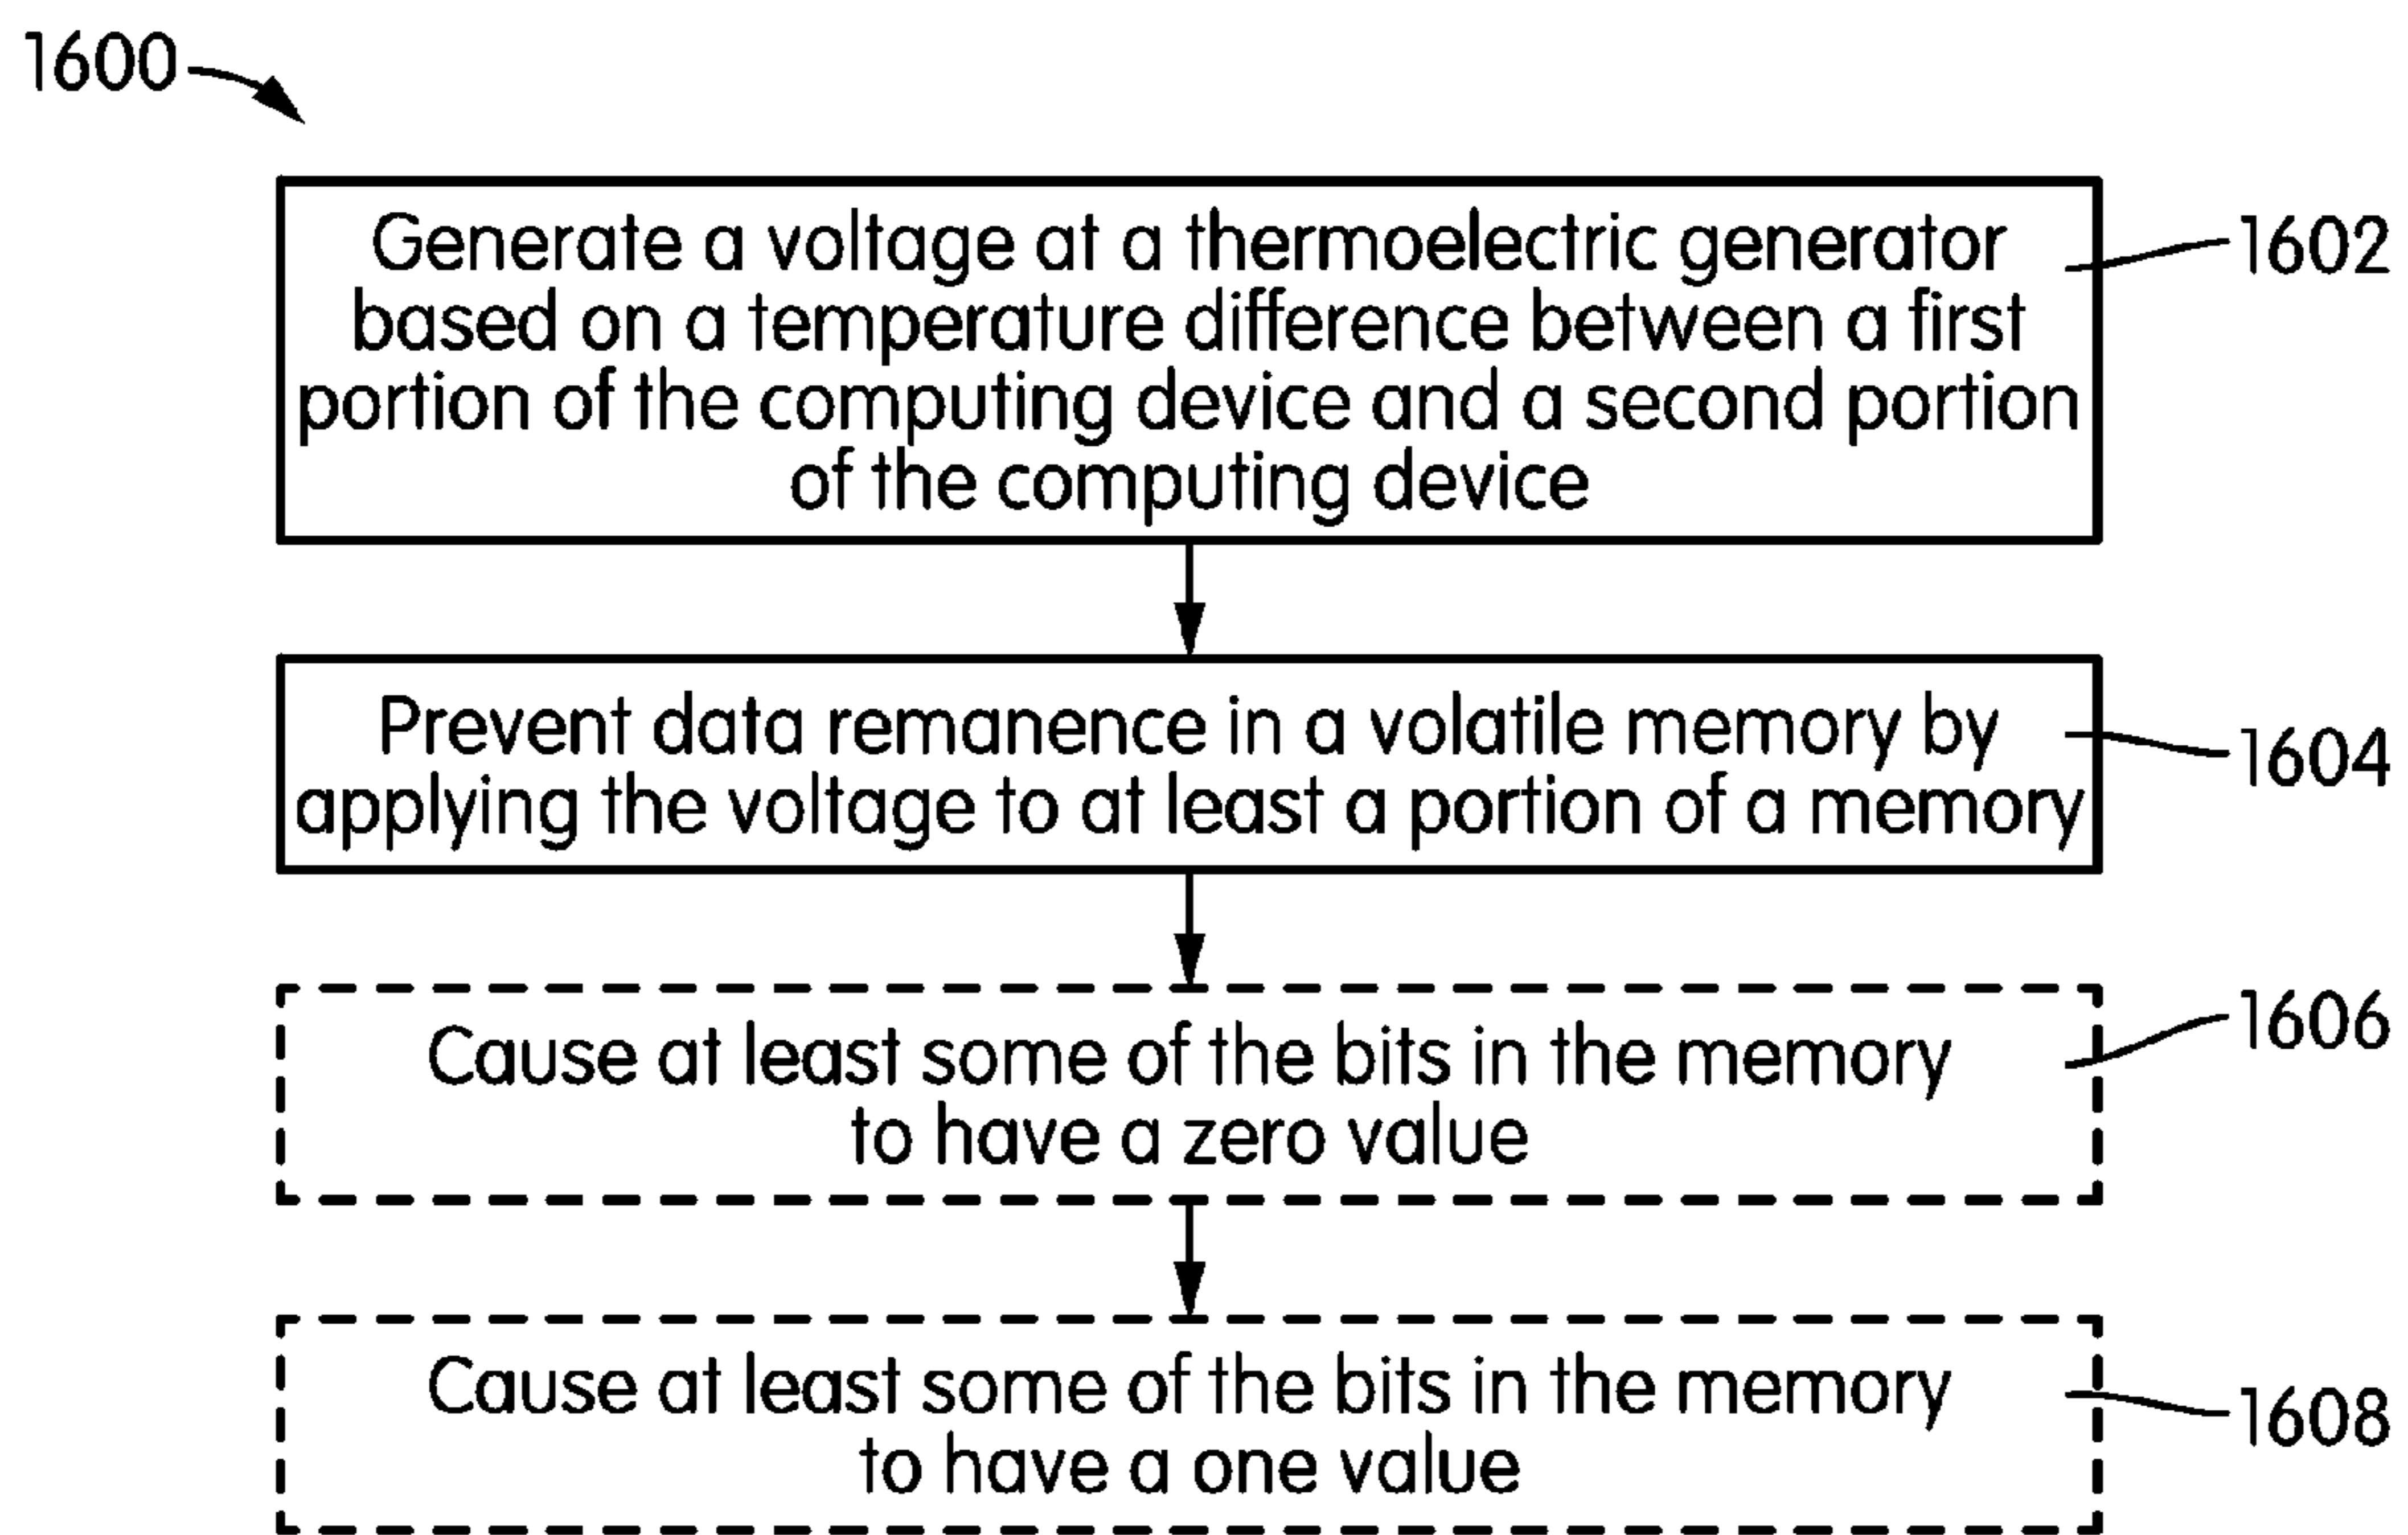 1600
Generate a voltage at a thermoelectric generator
based on a temperature difference between a first
portion of the computing device and a second portion
of the computing device
1602
Prevent data remanence in a volatile memory by
applying the voltage to at least a portion of a memory
1604
Cause at least some of the bits in the memory
to have a zero value
1606
Cause at least some of the bits in the memory
to have a one value
1608